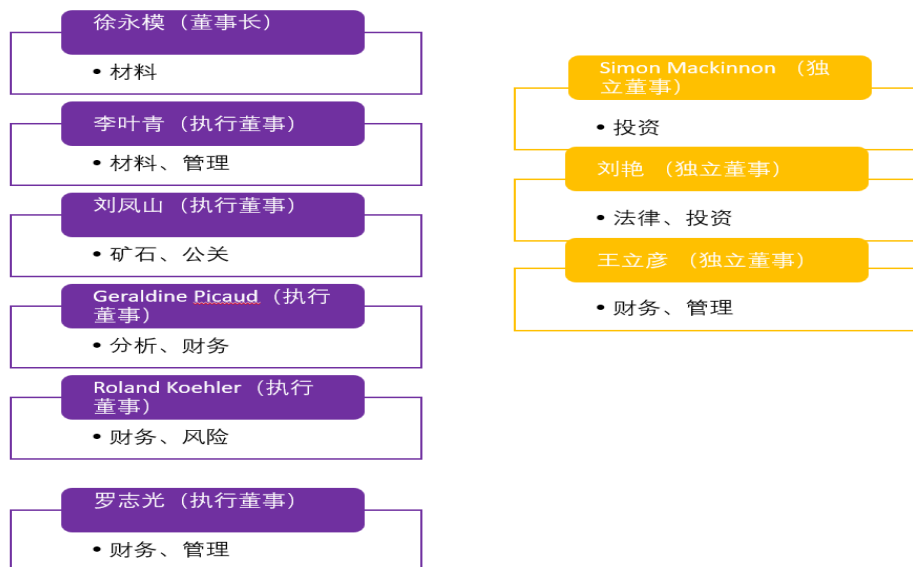 徐永模（董事长）
• 材料
李叶青（执行董事）
• 材料、管理
刘凤山（执行董事）
• 矿石、公关
Geraldine Picaud（执行
董事）
• 分析、财务
Roland Koehler（执行
董事）
• 财务、风险
罗志光（执行董事）
• 财务、管理
Simon Mackinnon （独
立董事）
• 投资
刘艳 （独立董事）
• 法律、投资
王立彦 （独立董事）
• 财务、管理